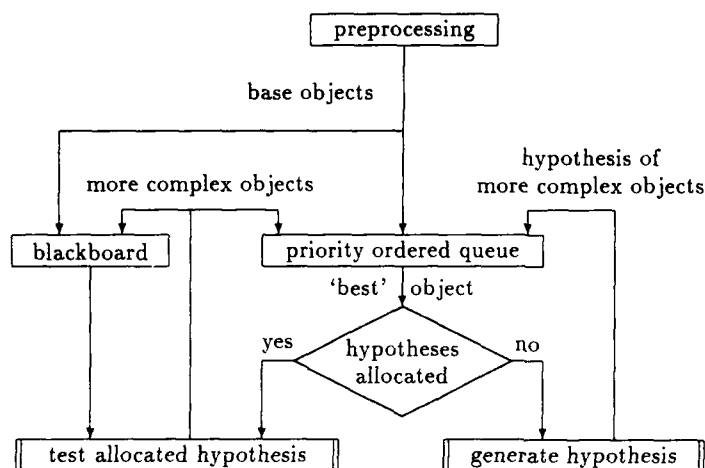 preprocessing
base objects
hypothesis of
more complex objects
more complex objects
blackboard
priority ordered queue
'best' object
yes
hypotheses
allocated
no
test allocated hypothesis
generate hypothesis